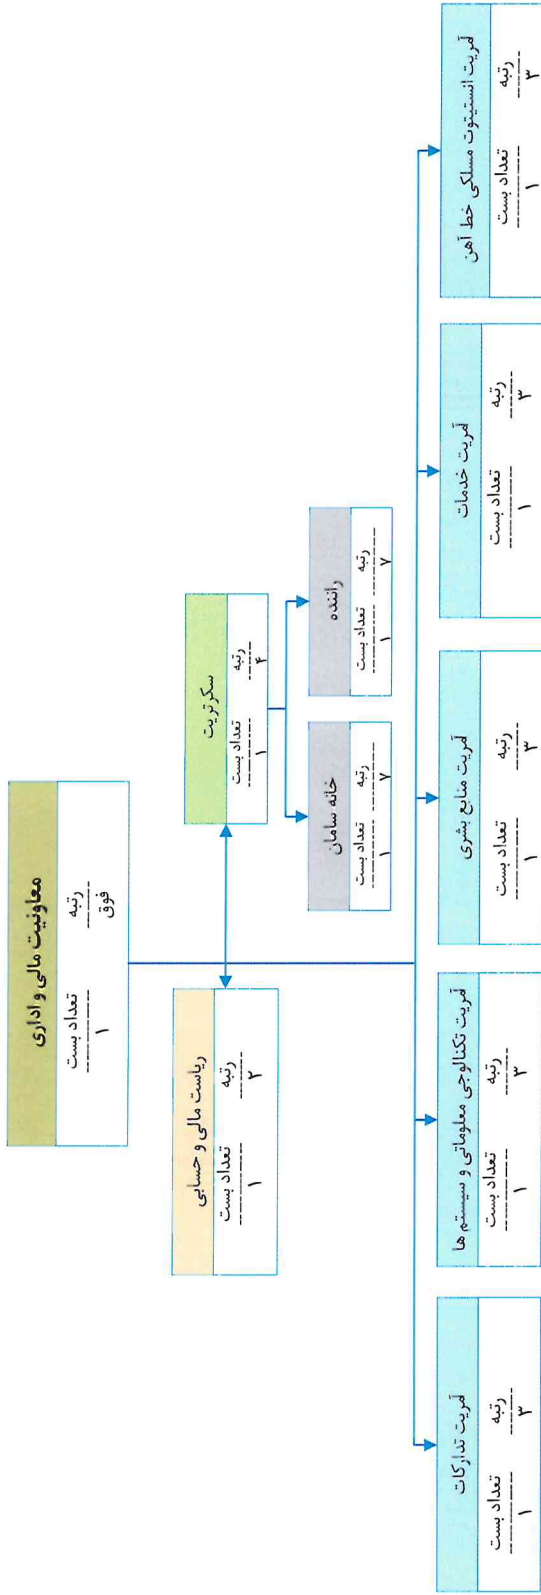 معاونیت مالی و اداری
رتبه تعداد بست
فوق ۱
سکرتریت
رتبه تعداد بست
۴ ۱
ریاست مالی و حسابی
رتبه تعداد بست
۲ ۱
راننده
رتبه تعداد بست
۷ ۱
خانه سامان
رتبه تعداد بست
۷ ۱
آمریت انستیتوت مسلکی خط آهن
رتبه تعداد بست
۳ ۱
آمریت خدمات
رتبه تعداد بست
۳ ۱
آمریت منابع بشری
رتبه تعداد بست
۳ ۱
آمریت تکنالوجی معلوماتی و سیستم ها
رتبه تعداد بست
۳ ۱
آمریت تدارکات
رتبه تعداد بست
۳ ۱